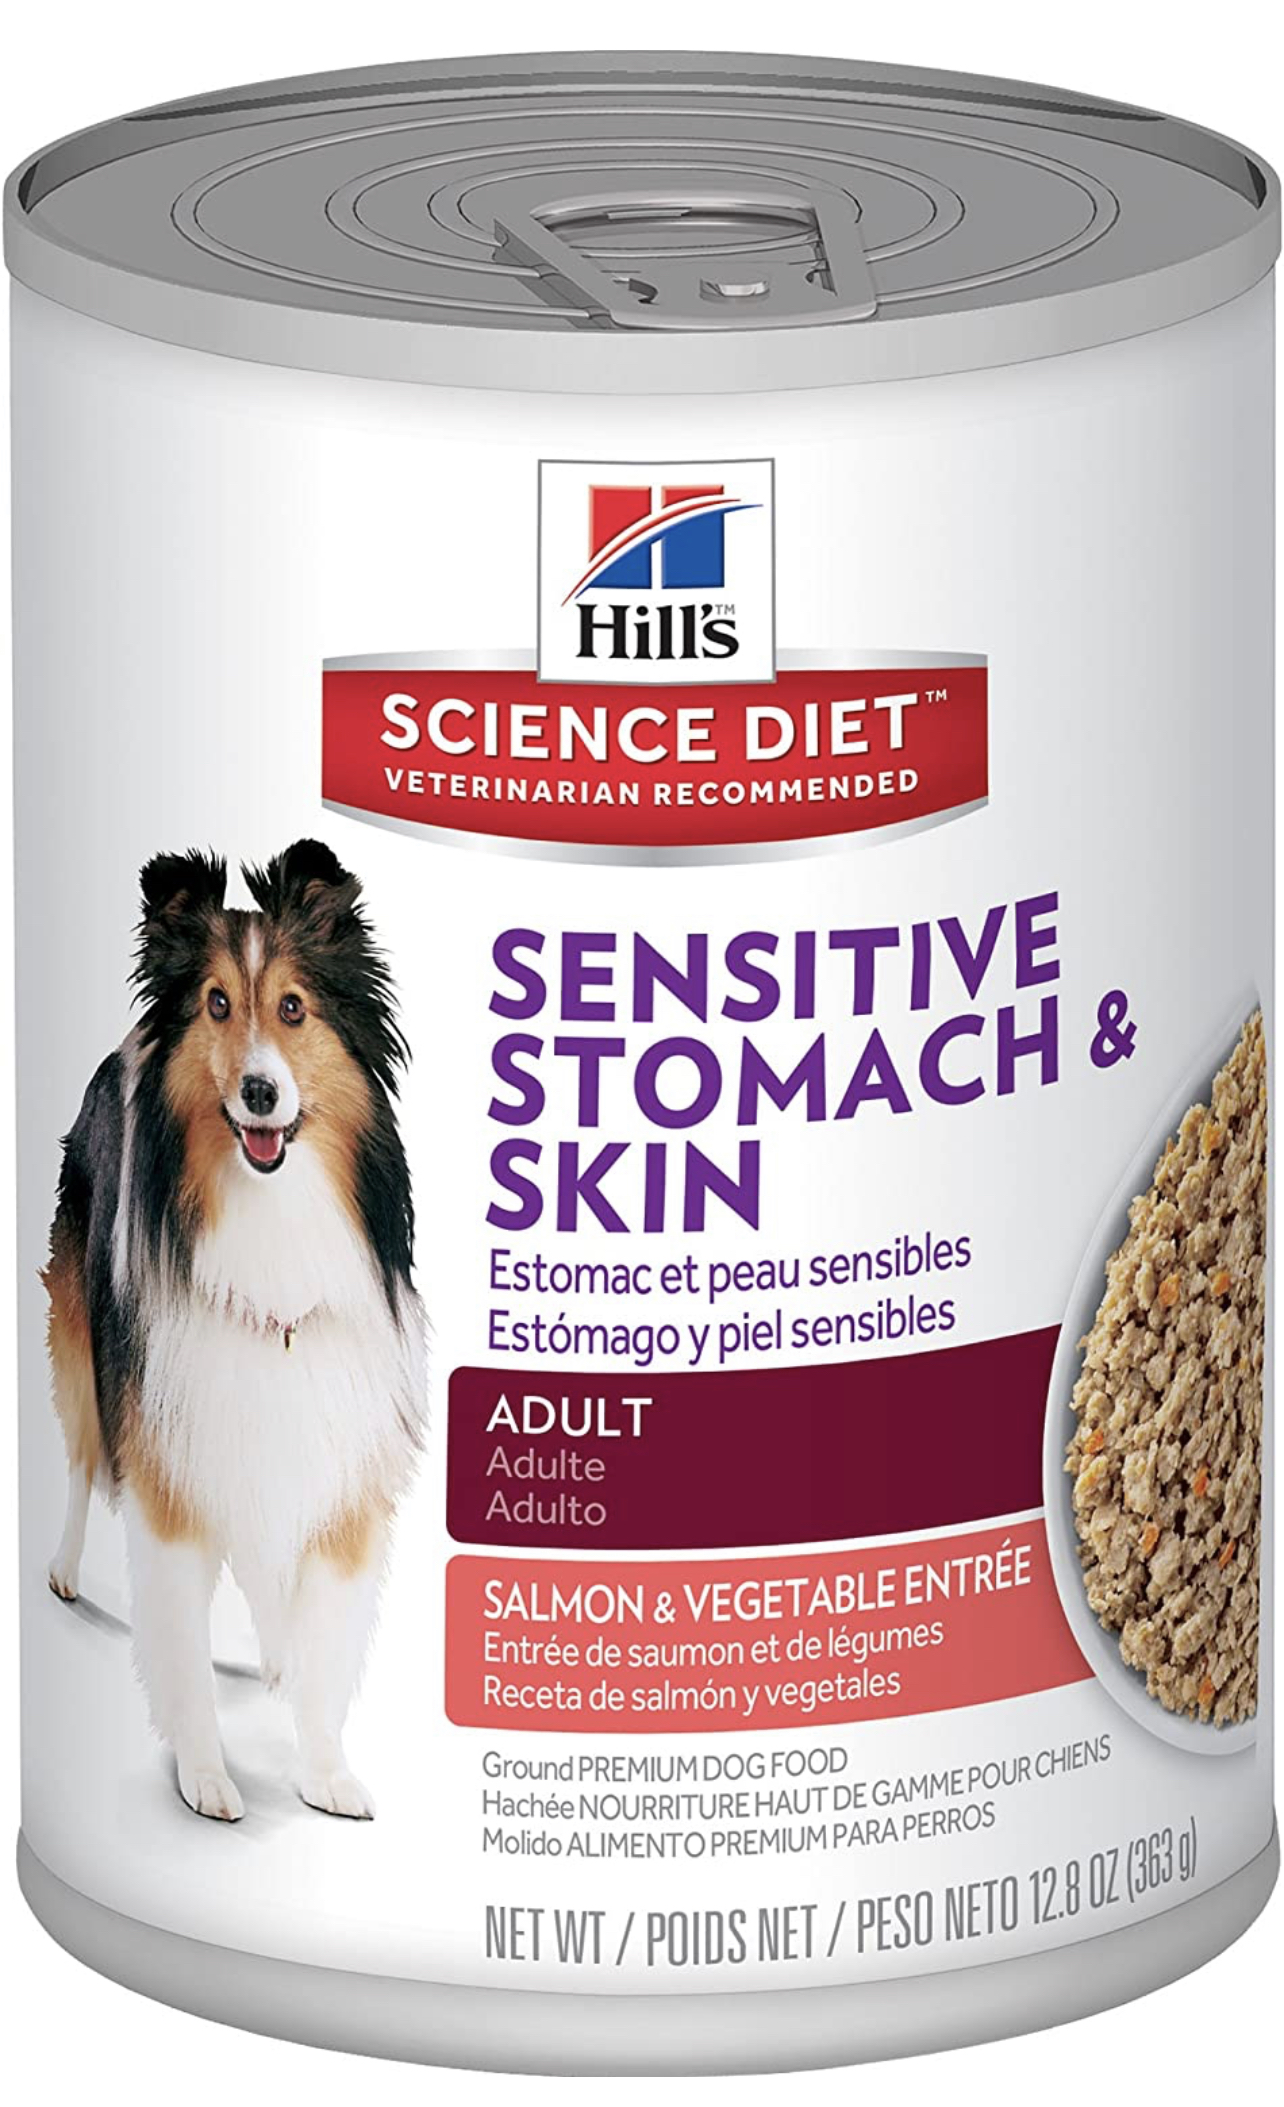 Hill's™
SCIENCE DIET™
VETERINARIAN RECOMMENDED
SENSITIVE
STOMACH &
SKIN
Estomac et peau sensibles
Estómago y piel sensibles
ADULT
Adulte
Adulto
SALMON & VEGETABLE ENTRÉE
Entrée de saumon et de légumes
Receta de salmón y vegetales
Ground PREMIUM DOG FOOD
Hachée NOURRITURE HAUT DE GAMME POUR CHIENS
Molido ALIMENTO PREMIUM PARA PERROS
NET WT / POIDS NET / PESO NETO 12.8 OZ (363 g)